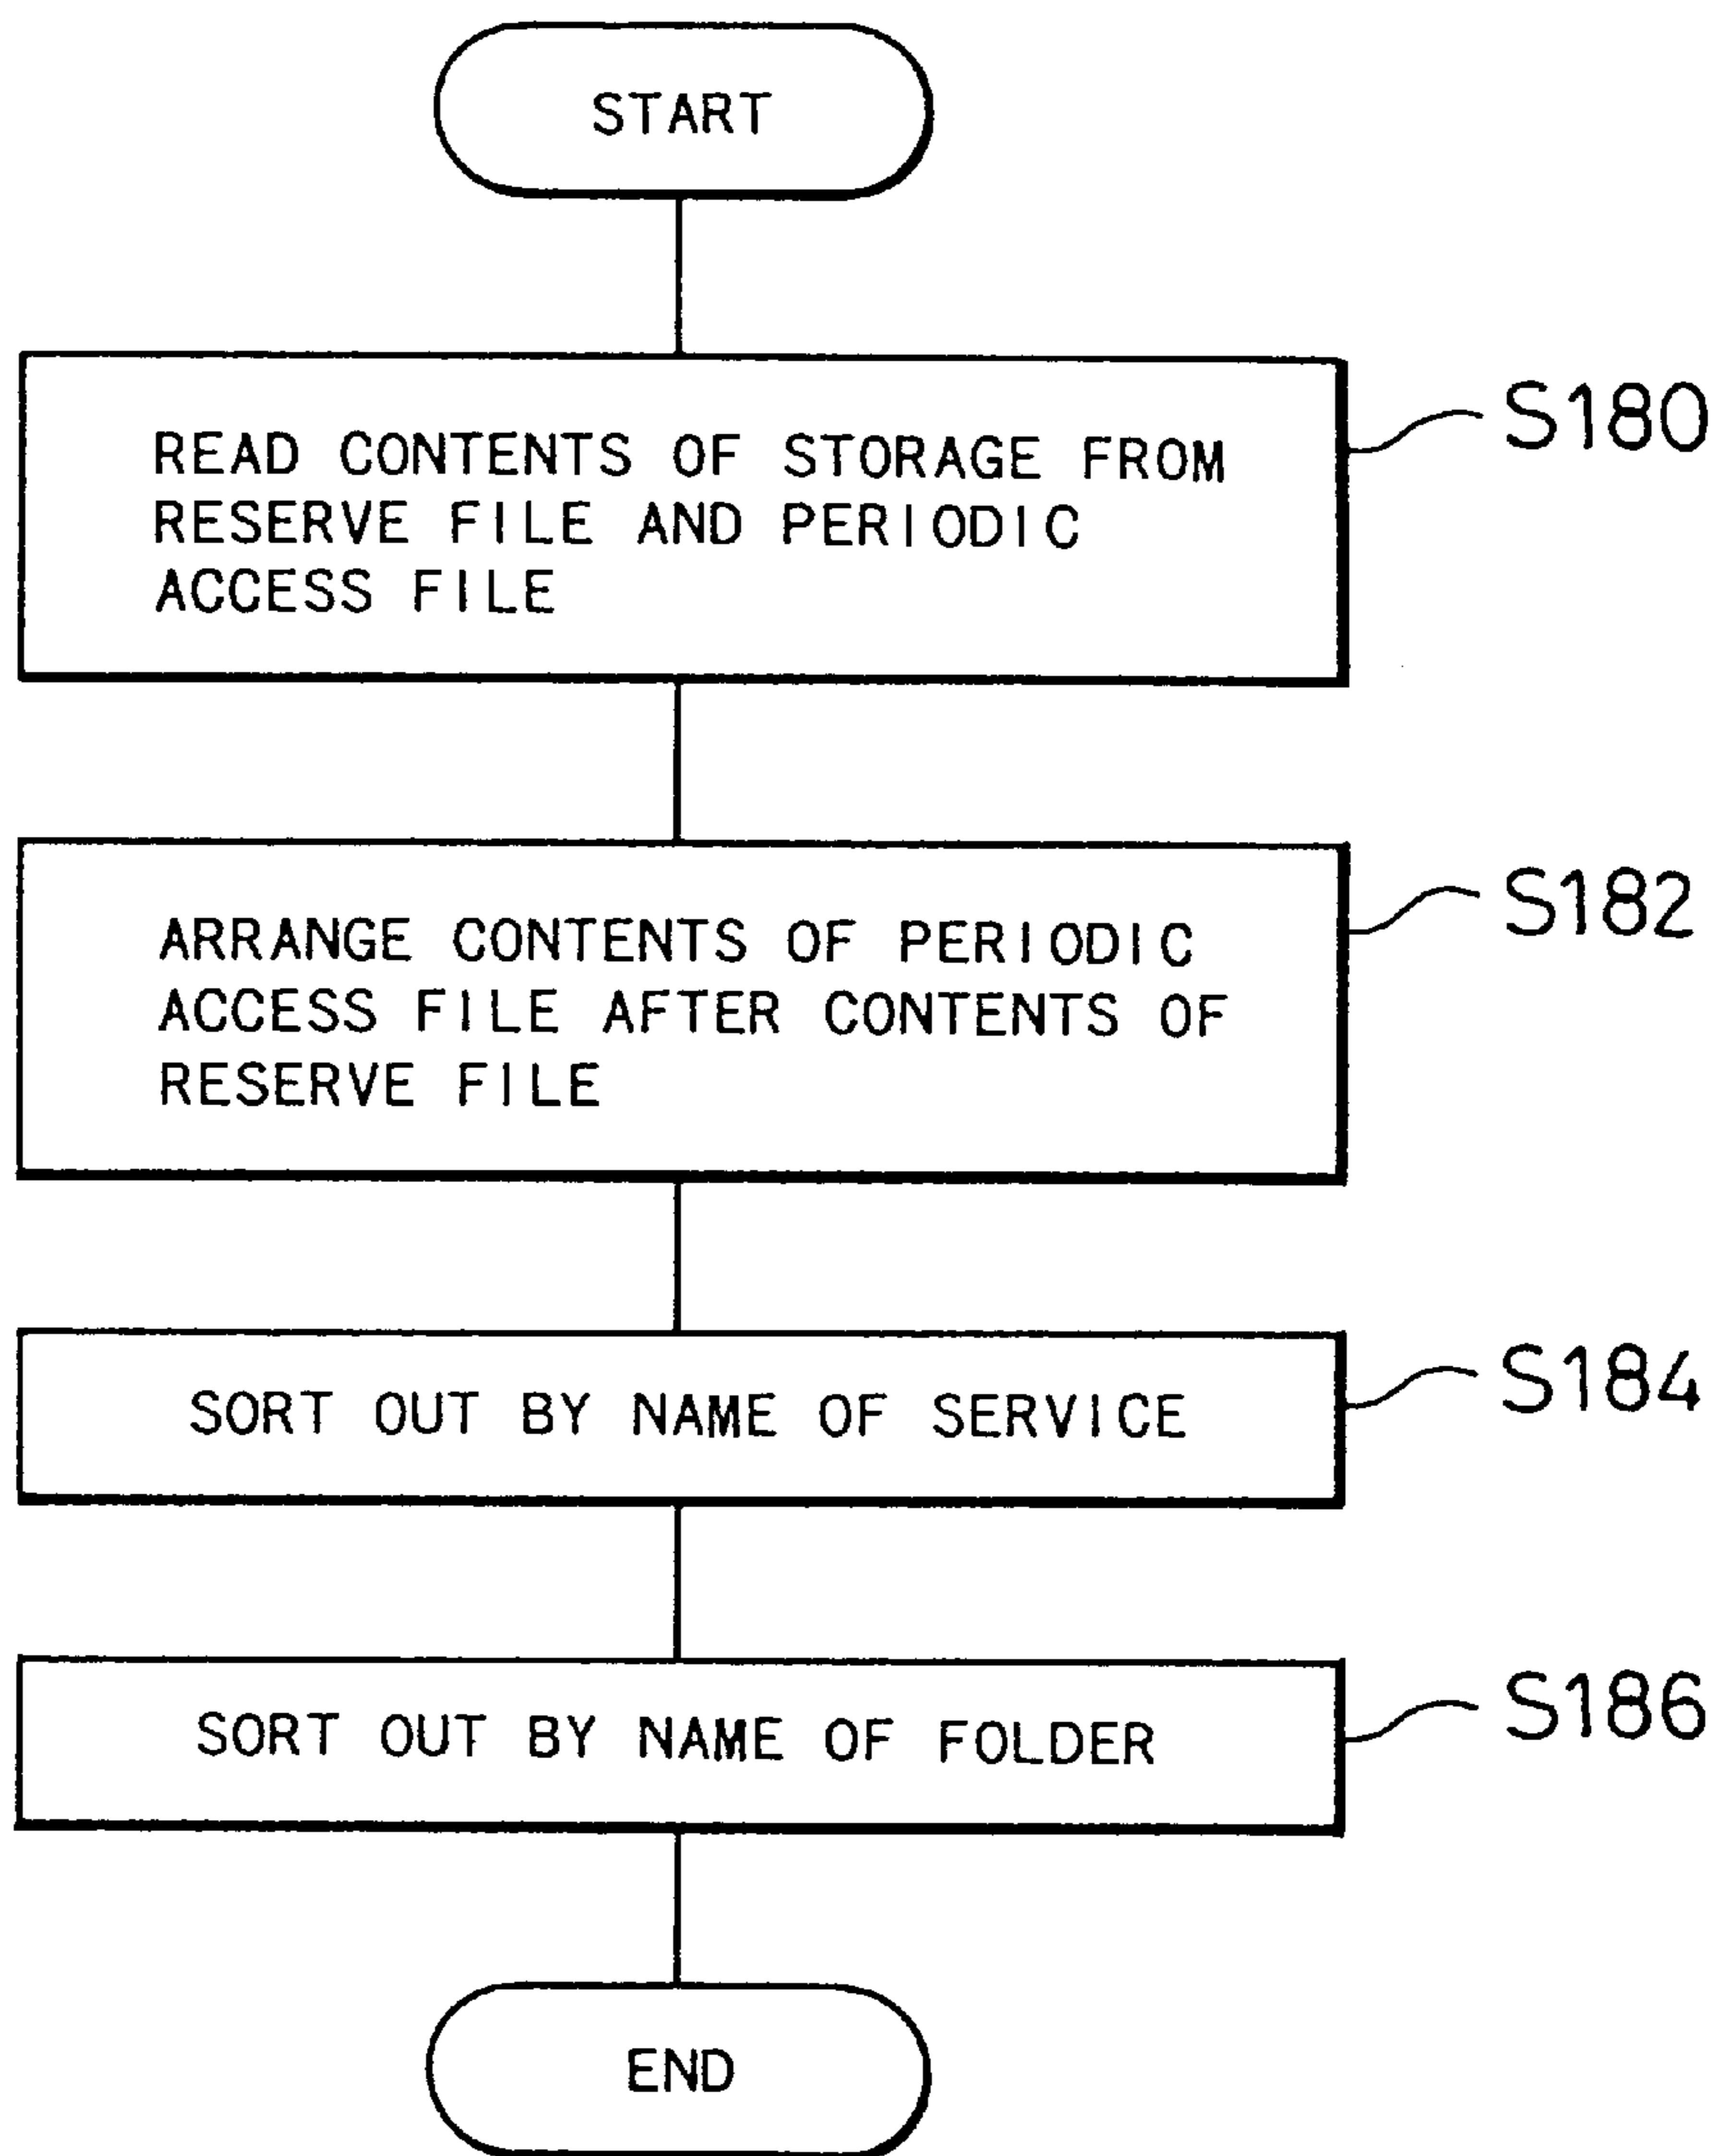 START
READ CONTENTS OF STORAGE FROM
RESERVE FILE AND PERIODIC
ACCESS FILE
S180
ARRANGE CONTENTS OF PERIODIC
ACCESS FILE AFTER CONTENTS OF
RESERVE FILE
S182
SORT OUT BY NAME OF SERVICE
S184
SORT OUT BY NAME OF FOLDER
S186
END